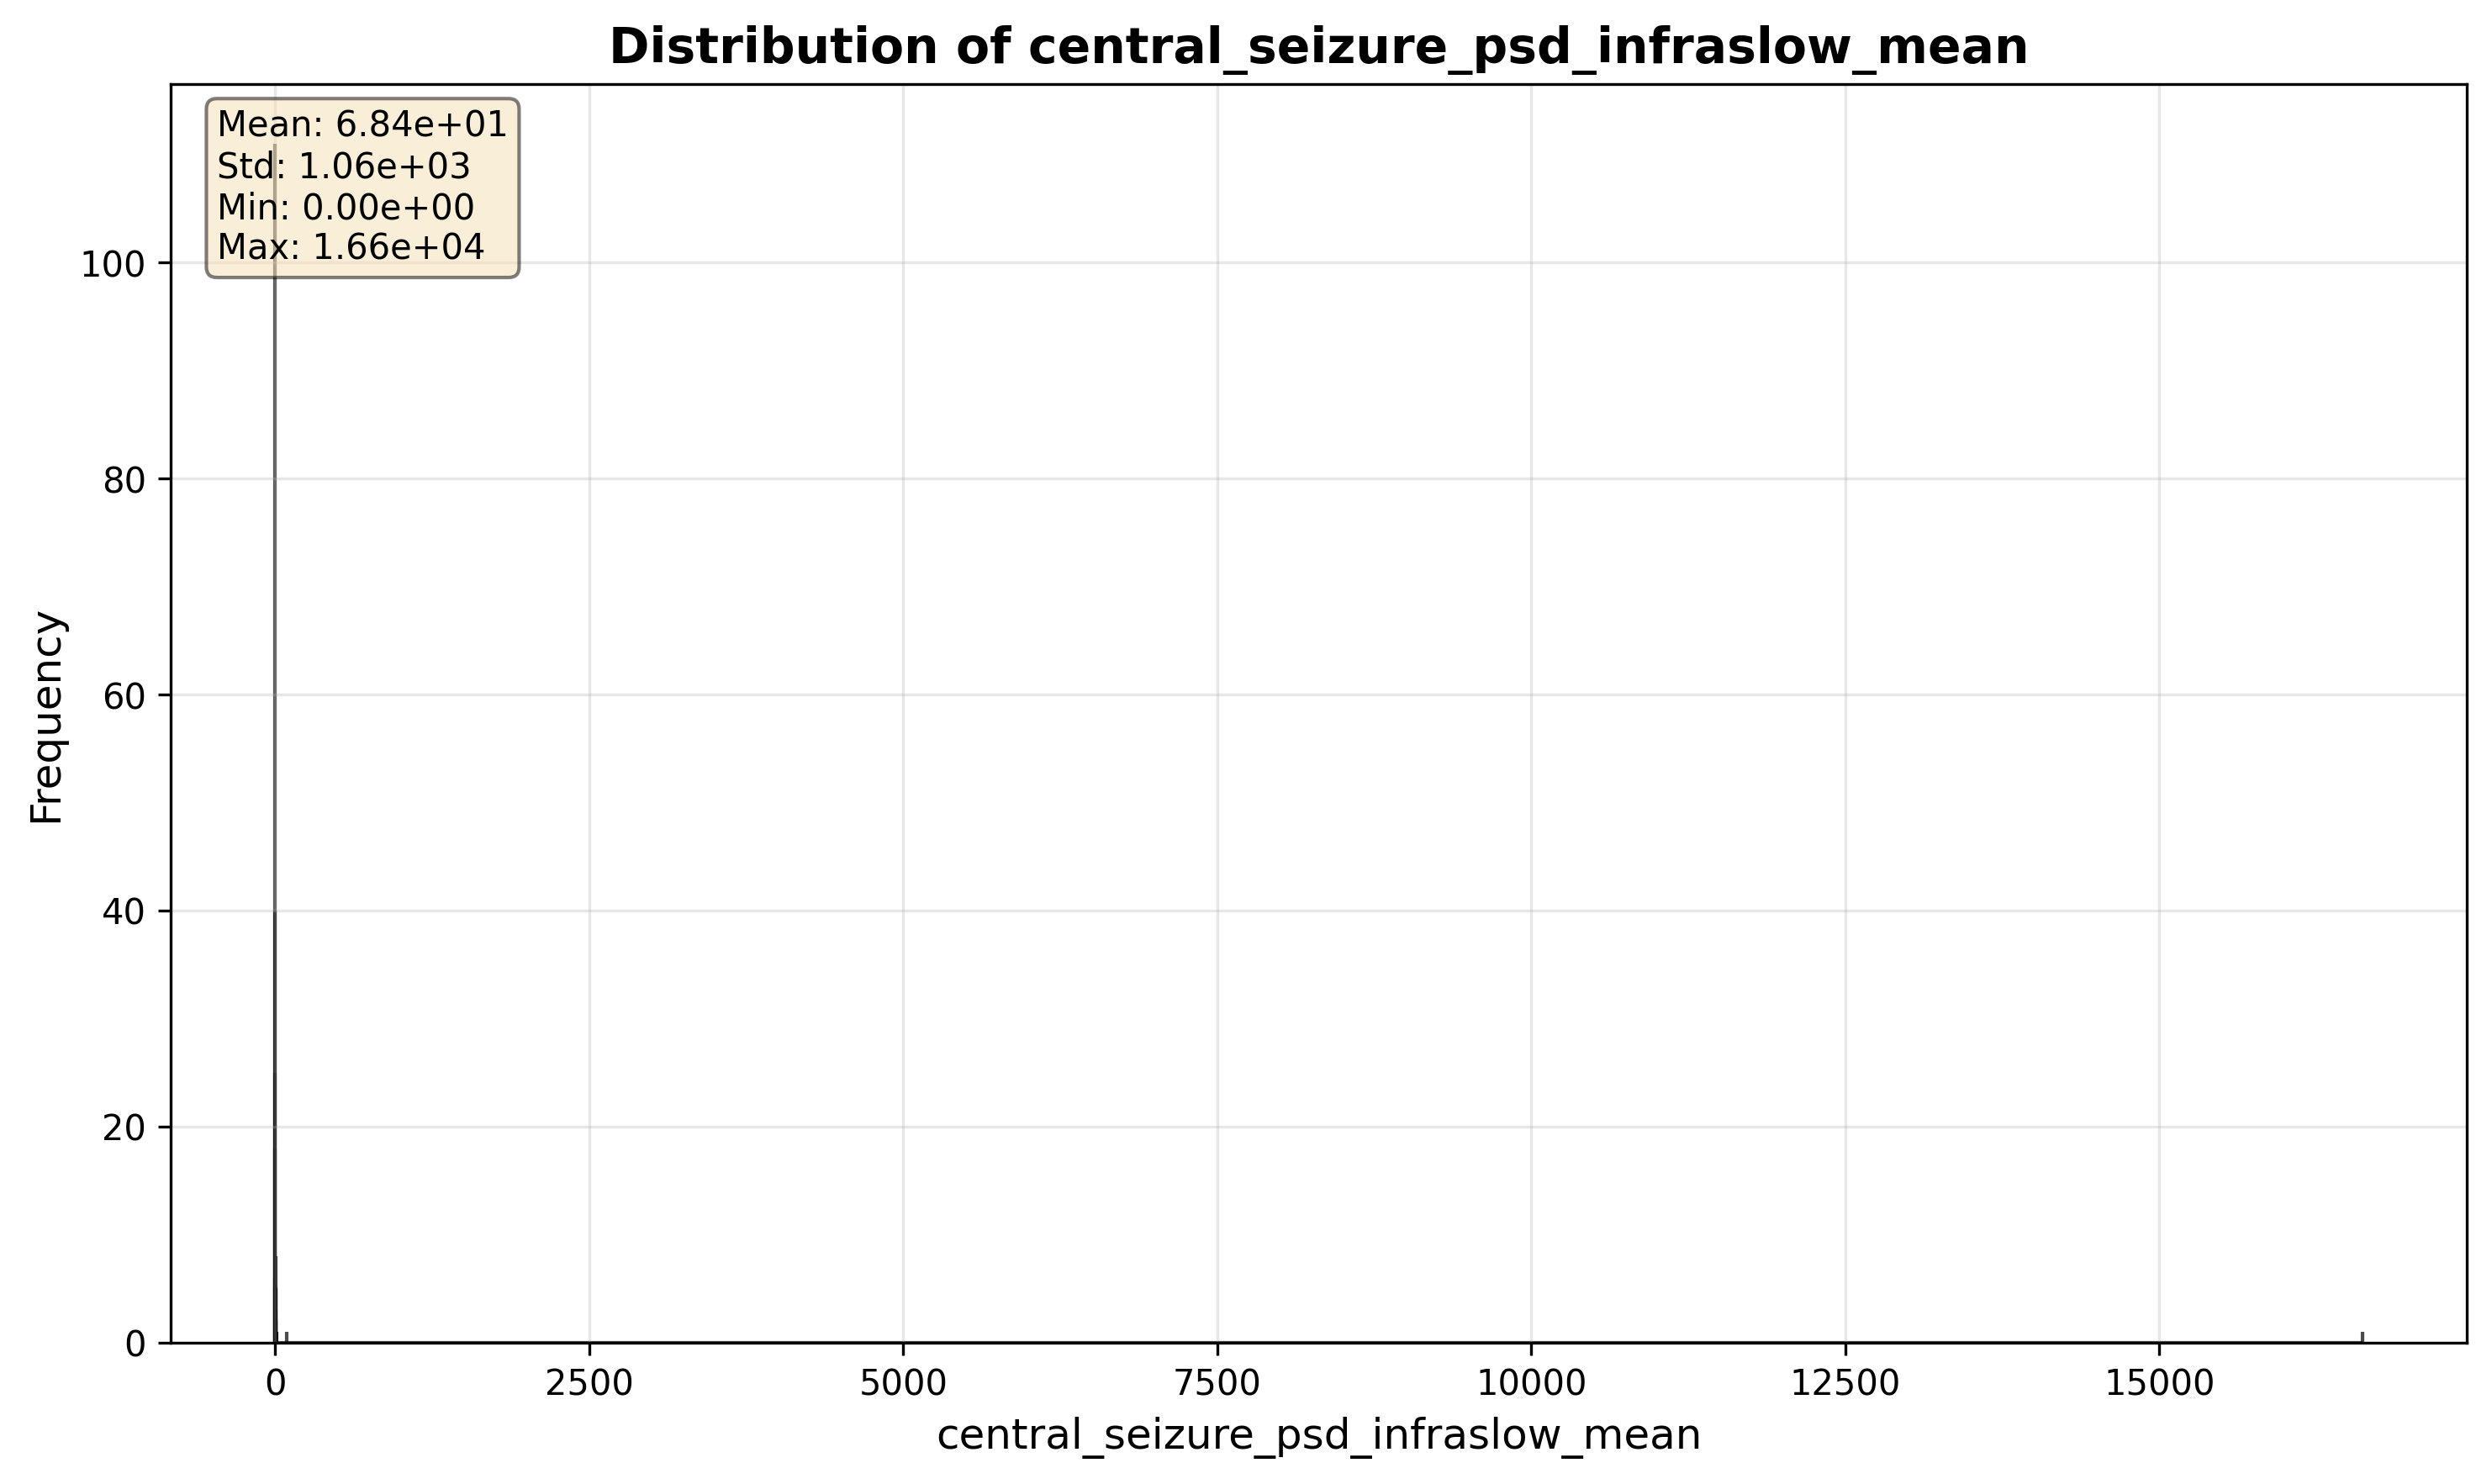 Distribution of central_seizure_psd_infraslow_mean
Mean: 6.84e+01
Std: 1.06e+03
Min: 0.00e+00
Max: 1.66e+04
100
80
60
40
20
0
Frequency
0 2500 5000 7500 10000 12500 15000
central_seizure_psd_infraslow_mean